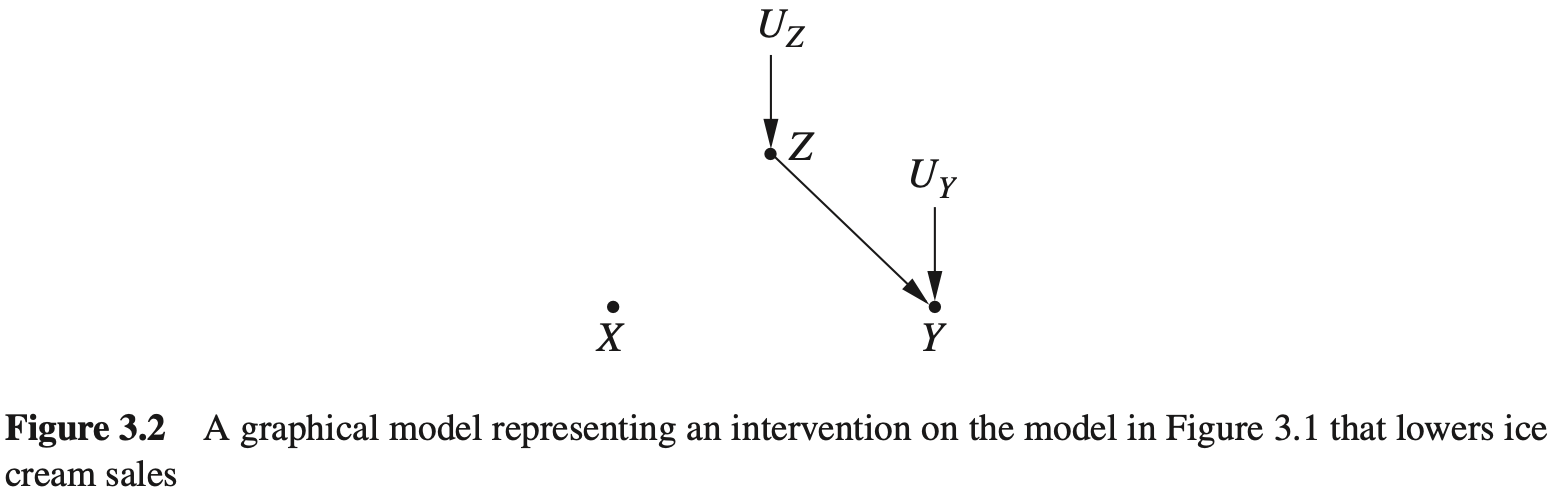 U_Z
Z
U_Y
X
Y
Figure 3.2 A graphical model representing an intervention on the model in Figure 3.1 that lowers ice
cream sales